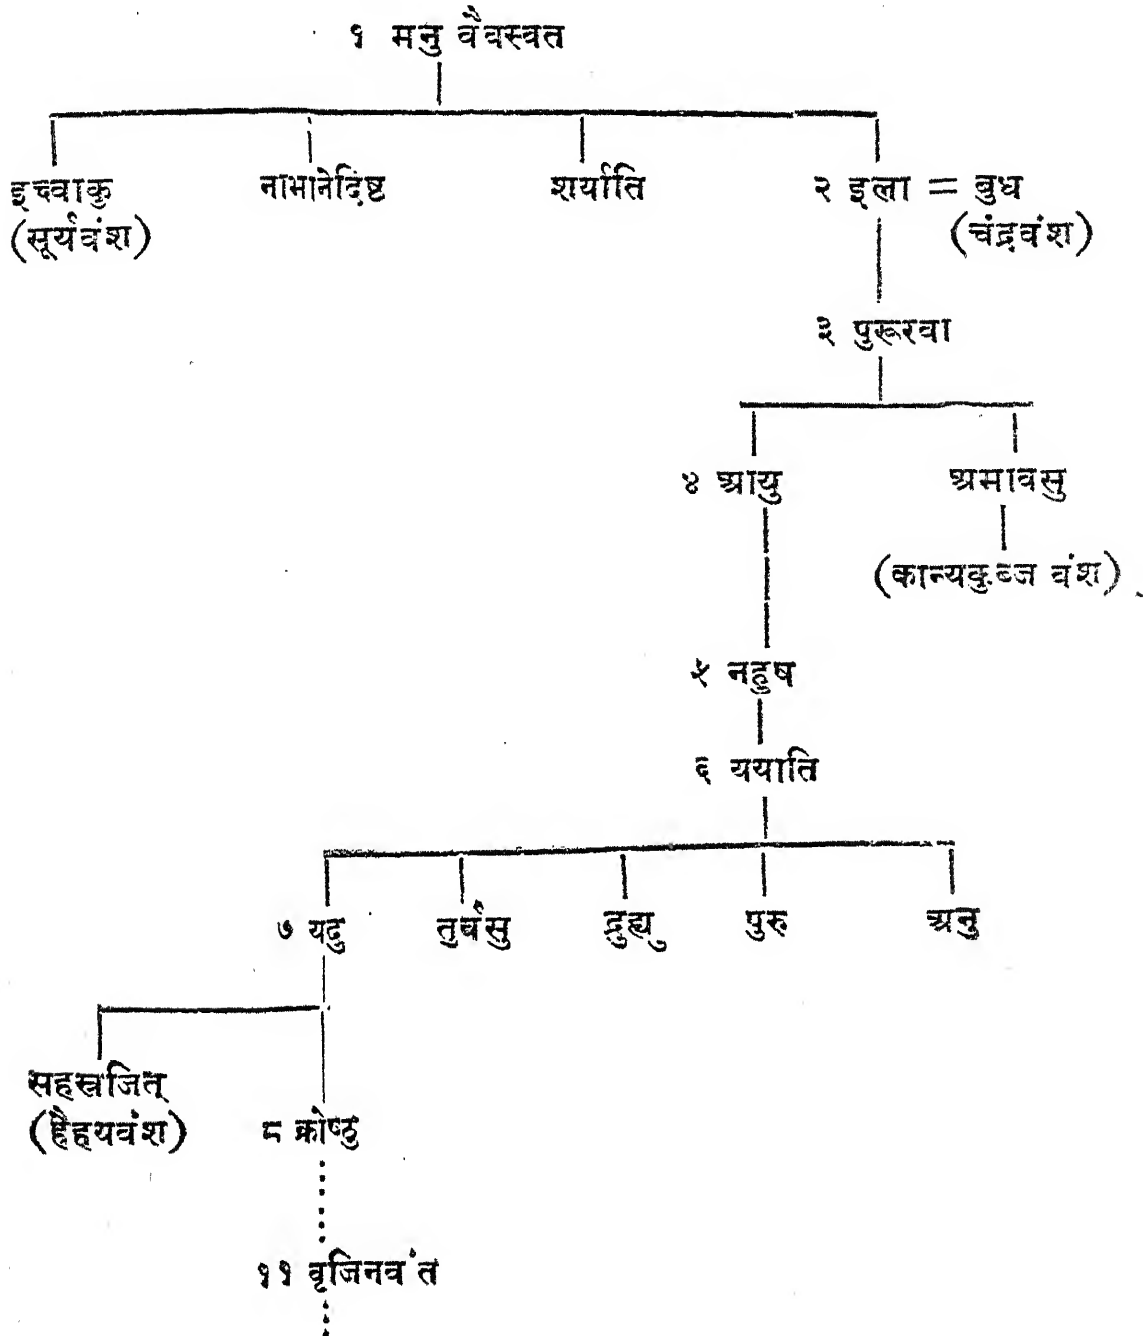 १ मनु वैवस्वत
इक्ष्वाकु नाभानेदिष्ट शर्याति २ इला = बुध
(सूर्यवंश) (चंद्रवंश)
३ पुरूरवा
४ आयु अमावसु
(कान्यकुब्ज वंश)
५ नहुष
६ ययाति
७ यदु तुर्वसु द्रुह्यु पुरु अनु
सहस्रजित्
(हैहयवंश) ८ क्रोष्टु
११ वृजिनवंत